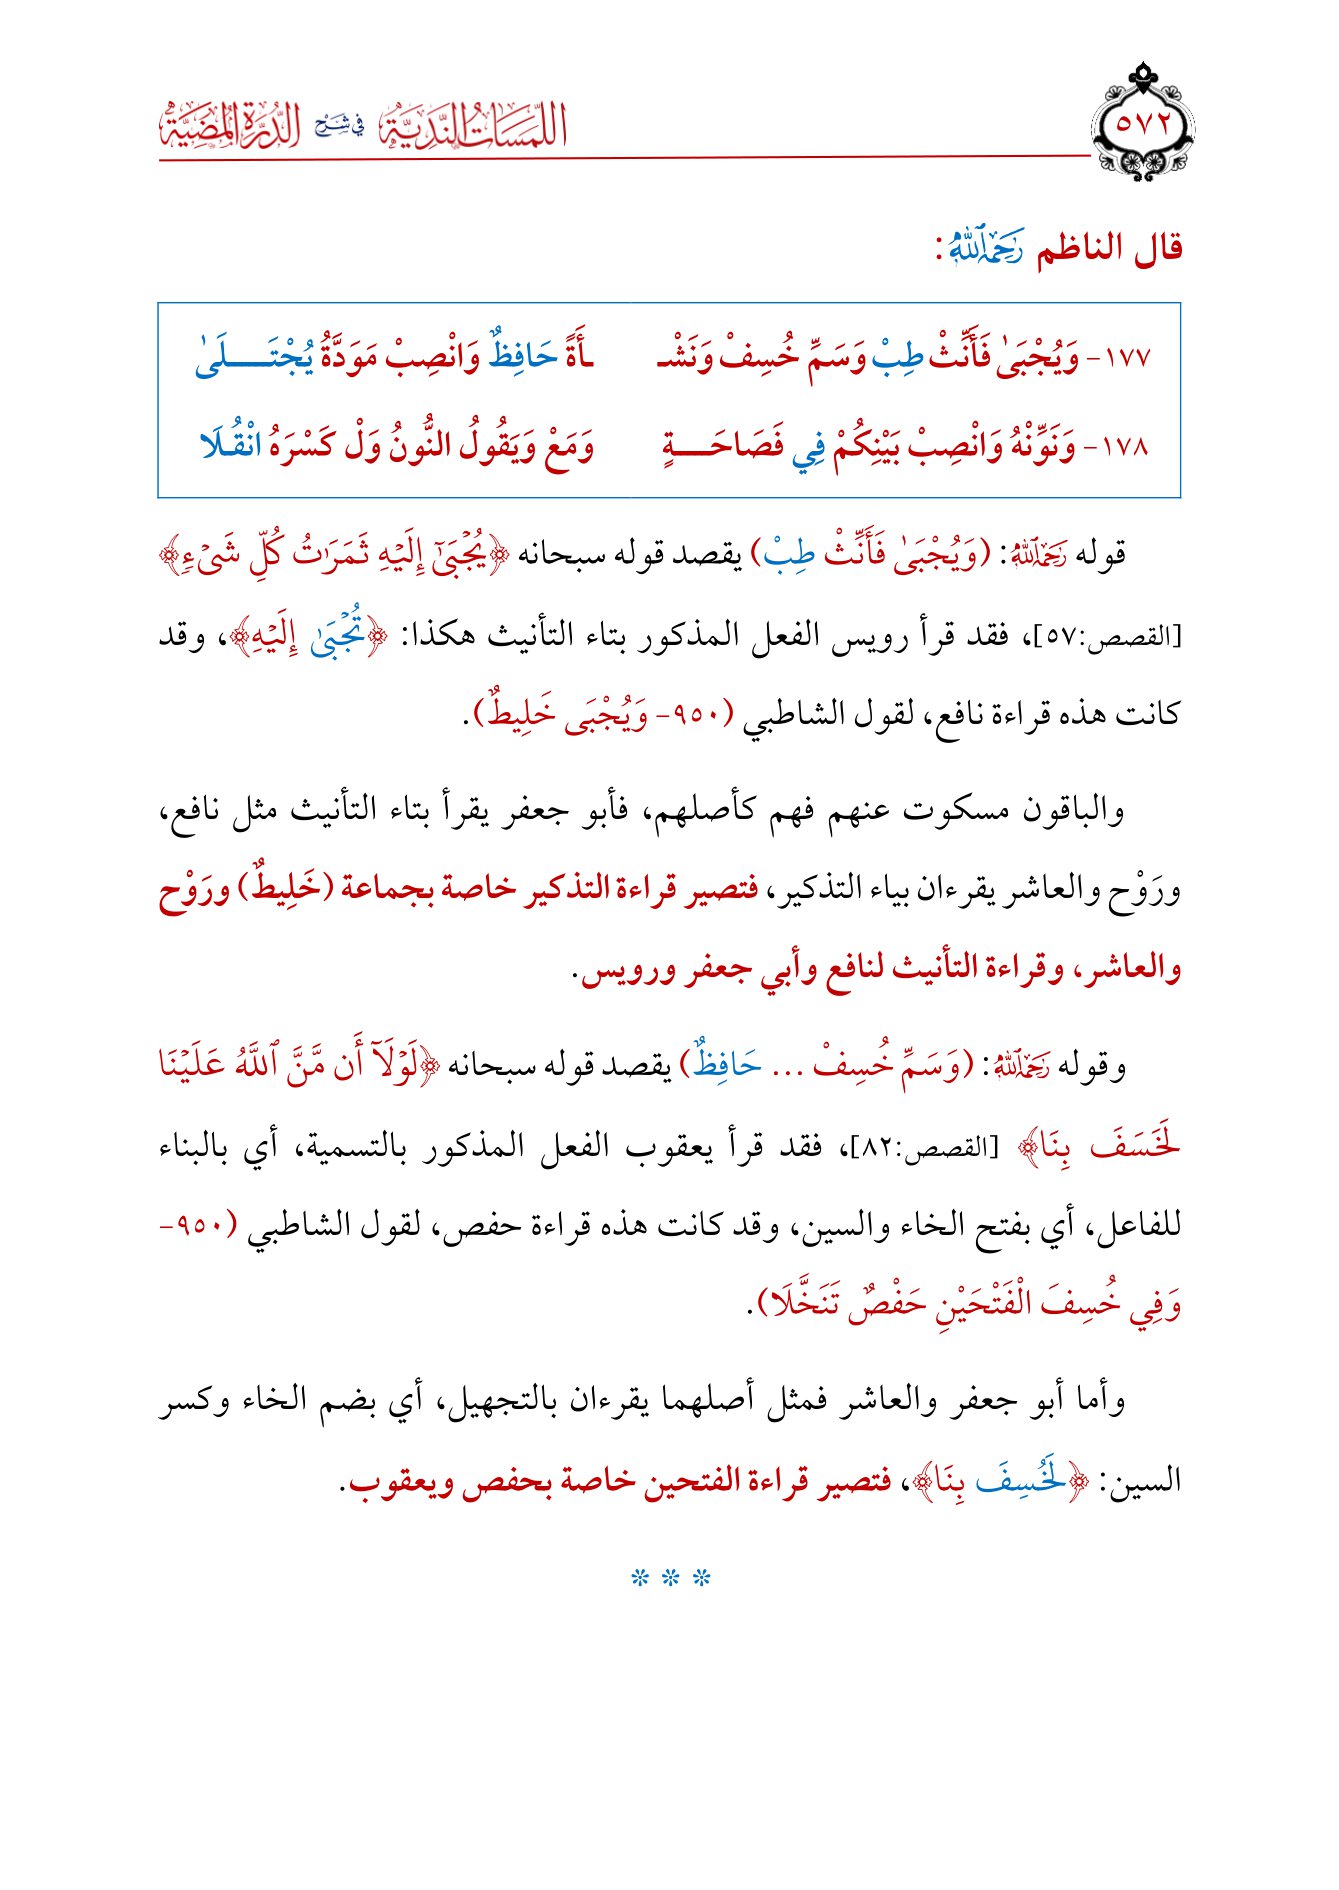 اللمسات الندية في شرح الدرة المضية
٥٧٢
قال الناظم رَحِمَهُ ٱللَّهُ:
١٧٧- وَيُجْبَىٰ فَأَنِّثْ طِبْ وَسَمِّ خُسِفْ وَنَشْـ ـأَةً حَافِظٌ وَانْصِبْ مَوَدَّةُ يُجْتَـــلَىٰ
١٧٨- وَنَوِّنْهُ وَانْصِبْ بَيْنِكُمْ فِي فَصَاحَـــةٍ وَمَعْ وَيَقُولُ النُّونُ وَلْ كَسْرَهُ انْقُـلَا
قوله رَحِمَهُ ٱللَّهُ: (وَيُجْبَىٰ فَأَنِّثْ طِبْ) يقصد قوله سبحانه ﴿يُجۡبَىٰٓ إِلَيۡهِ ثَمَرَٰتُ كُلِّ شَىۡءٖ﴾
[القصص:٥٧]، فقد قرأ رويس الفعل المذكور بتاء التأنيث هكذا: ﴿تُجۡبَىٰ إِلَيۡهِ﴾، وقد
كانت هذه قراءة نافع، لقول الشاطبي (٩٥٠- وَيُجْبَى خَلِيطٌ).
والباقون مسكوت عنهم فهم كأصلهم، فأبو جعفر يقرأ بتاء التأنيث مثل نافع،
ورَوْح والعاشر يقرءان بياء التذكير، فتصير قراءة التذكير خاصة بجماعة (خَلِيطٌ) ورَوْح
والعاشر، وقراءة التأنيث لنافع وأبي جعفر ورويس.
وقوله رَحِمَهُ ٱللَّهُ: (وَسَمِّ خُسِفْ ... حَافِظٌ) يقصد قوله سبحانه ﴿لَوۡلَآ أَن مَّنَّ ٱللَّهُ عَلَيۡنَا
لَخَسَفَ بِنَا﴾ [القصص:٨٢]، فقد قرأ يعقوب الفعل المذكور بالتسمية، أي بالبناء
للفاعل، أي بفتح الخاء والسين، وقد كانت هذه قراءة حفص، لقول الشاطبي (٩٥٠-
وَفِي خُسِفَ الْفَتْحَيْنِ حَفْصٌ تَنَخَّلَا).
وأما أبو جعفر والعاشر فمثل أصلهما يقرءان بالتجهيل، أي بضم الخاء وكسر
السين: ﴿لَخُسِفَ بِنَا﴾، فتصير قراءة الفتحين خاصة بحفص ويعقوب.
* * *